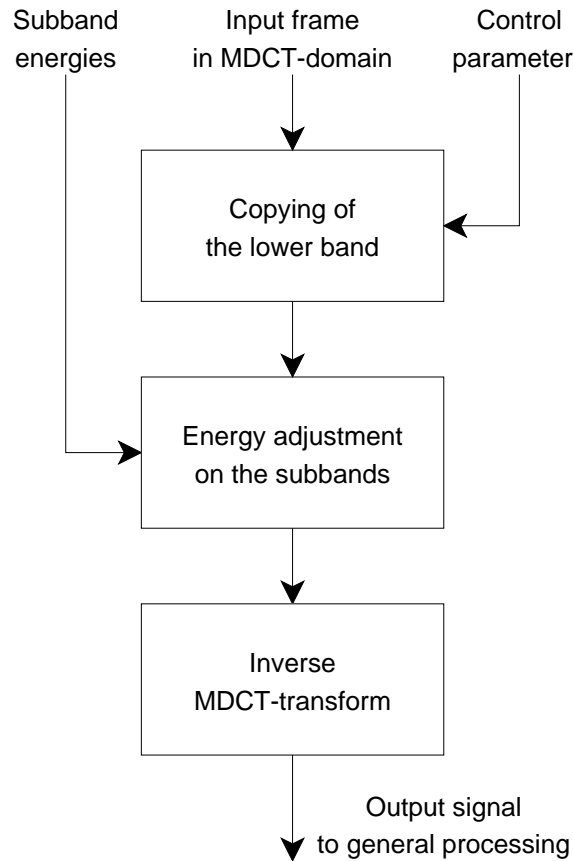 Subband
energies
Input frame
in MDCT-domain
Control
parameter
Copying of
the lower band
Energy adjustment
on the subbands
Inverse
MDCT-transform
Output signal
to general processing